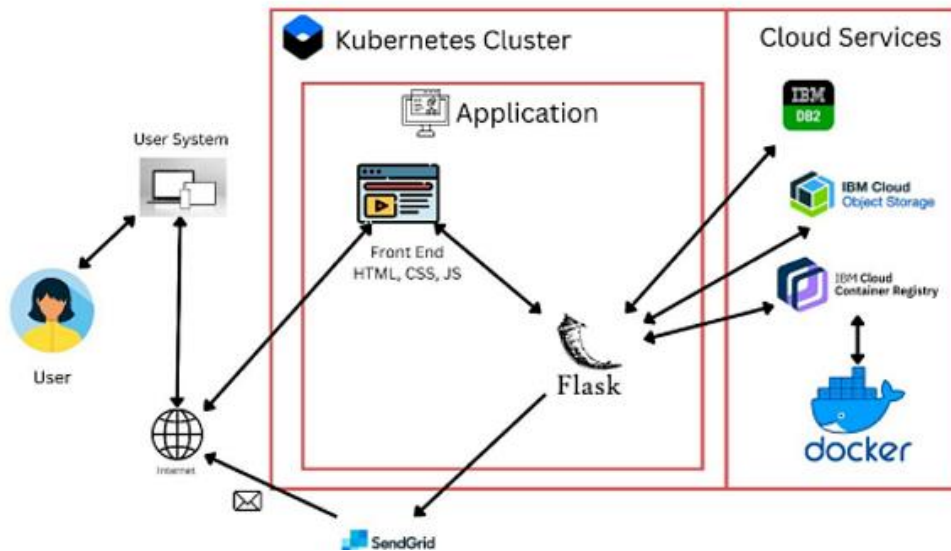 Kubernetes Cluster
Cloud Services
Application
IBM
DB2
User System
IBM Cloud
Object Storage
Front End
HTML, CSS, JS
IBM Cloud
Container Registry
User
Flask
docker
Internet
SendGrid